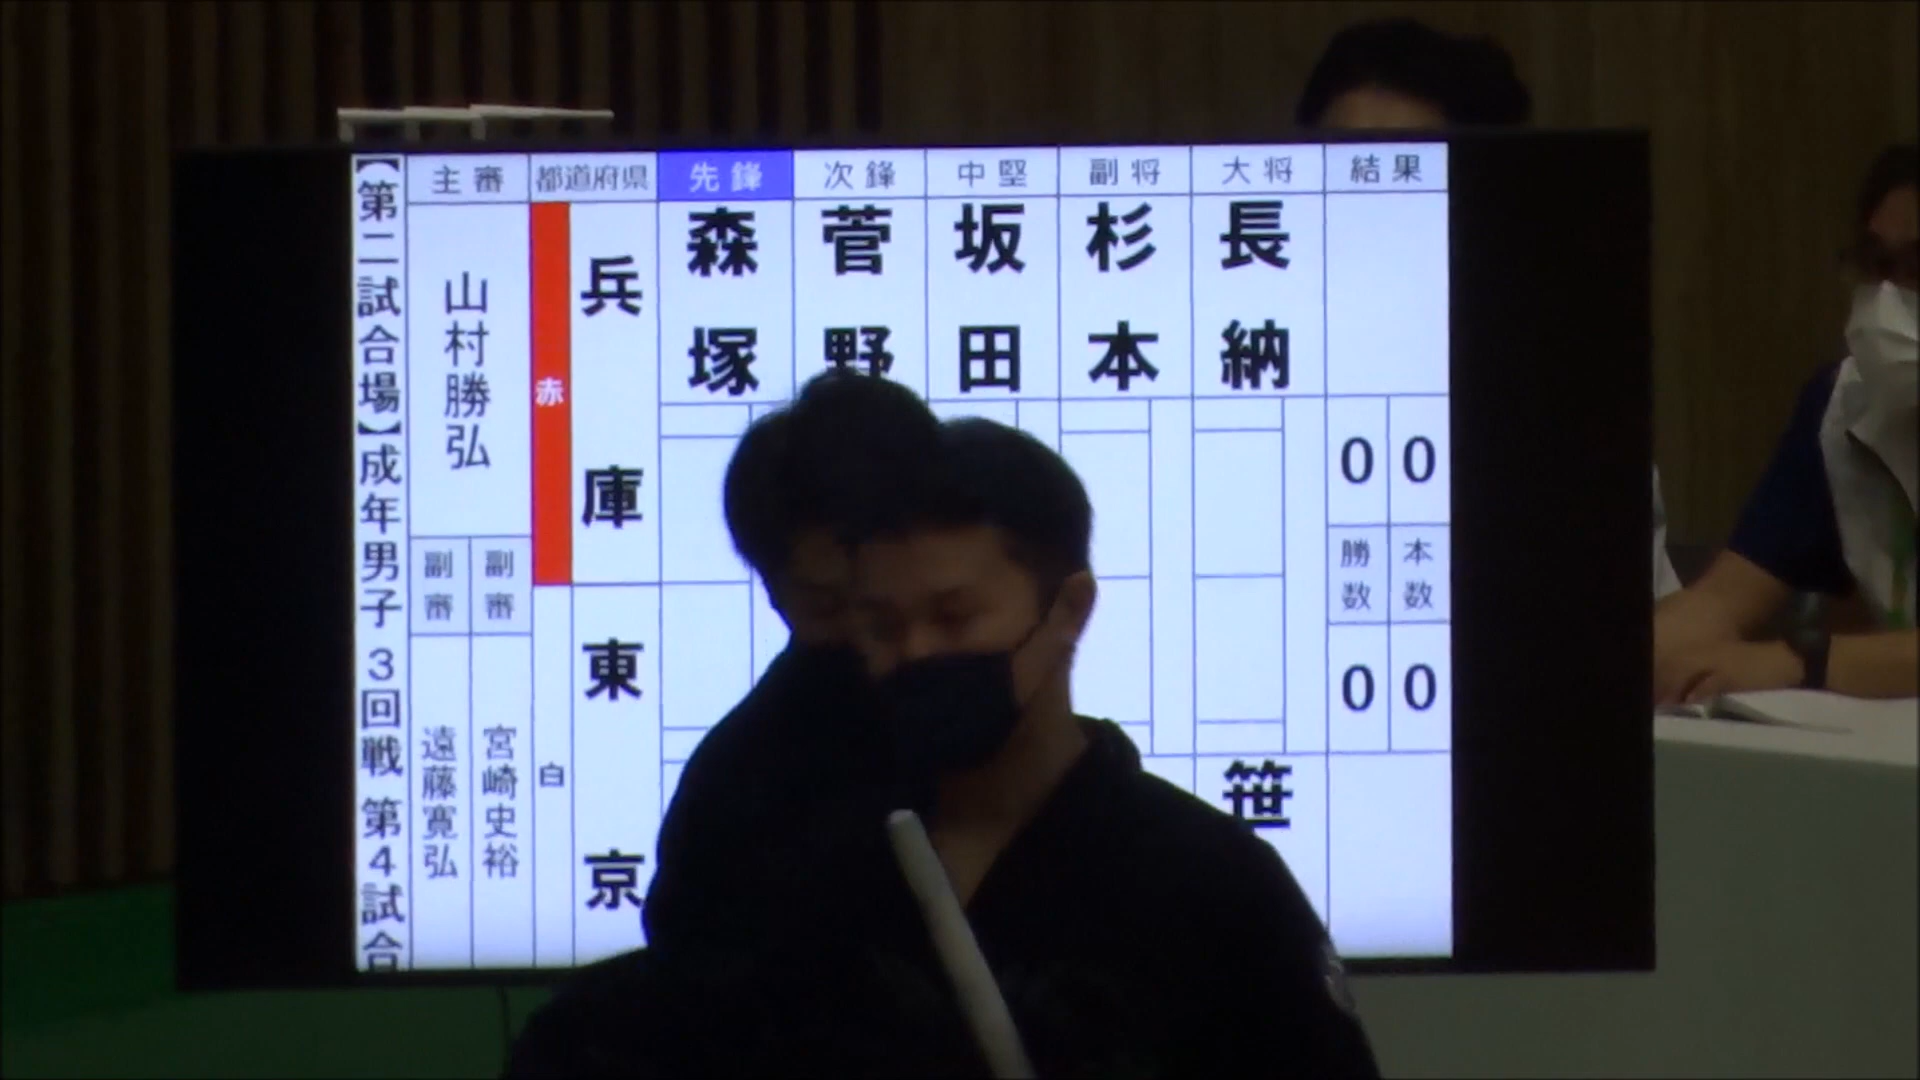 【第二試合場】成年男子 3回戦 第4試合
主審
都道府県
先鋒
次鋒
中堅
副将
大将
結果
山村勝弘
赤
兵庫
森塚
菅野
坂田
杉本
長納
0 0
副審
副審
勝数
本数
遠藤寛弘
宮崎史裕
白
東京
0 0
笹